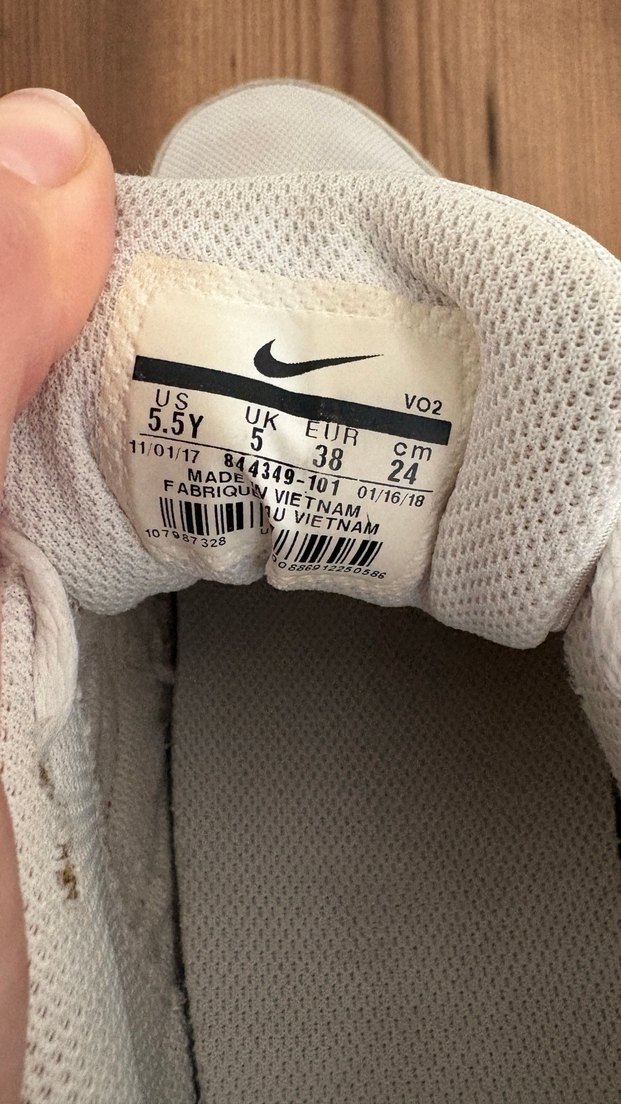 VO2
US UK EUR cm
5.5Y 5 38 24
11/01/17 844349-101 01/16/18
MADE VIETNAM
VIETNAM
107987328
00886912250586